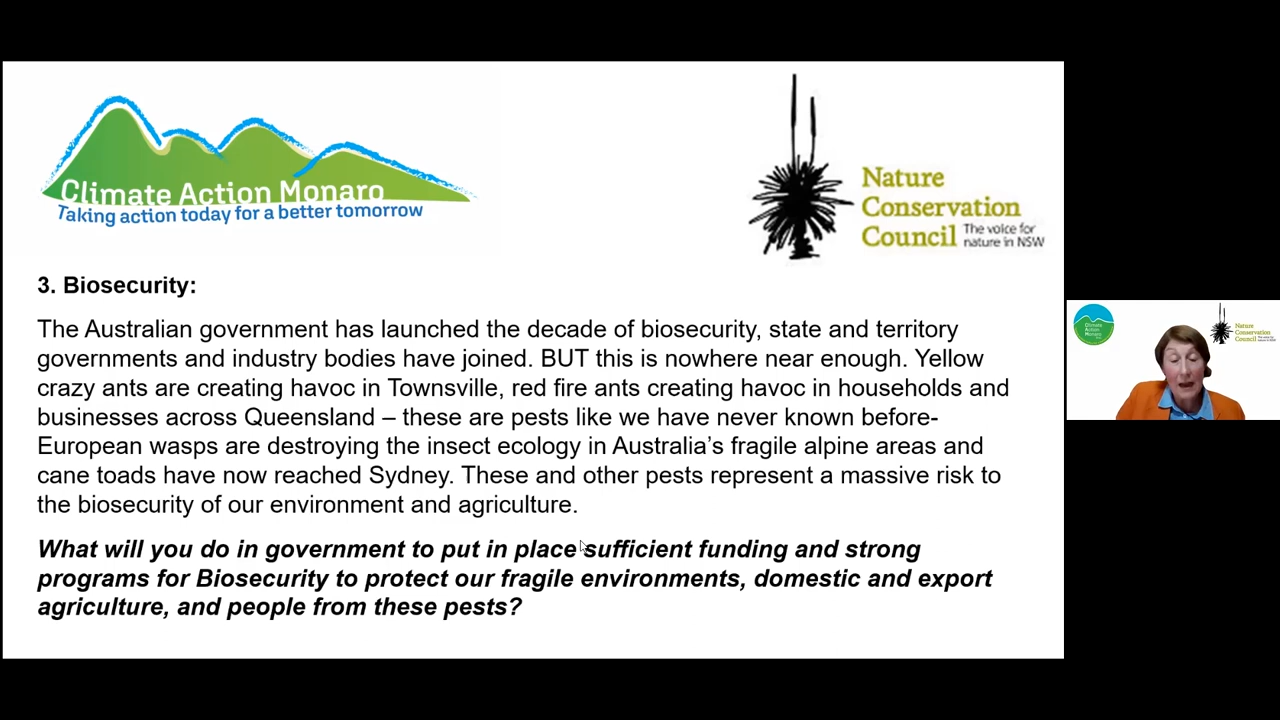 Climate Action Monaro
Taking action today for a better tomorrow
Nature
Conservation
Council
The voice for
nature in NSW
3. Biosecurity:
The Australian government has launched the decade of biosecurity, state and territory
governments and industry bodies have joined. BUT this is nowhere near enough. Yellow
crazy ants are creating havoc in Townsville, red fire ants creating havoc in households and
businesses across Queensland – these are pests like we have never known before-
European wasps are destroying the insect ecology in Australia's fragile alpine areas and
cane toads have now reached Sydney. These and other pests represent a massive risk to
the biosecurity of our environment and agriculture.
What will you do in government to put in place sufficient funding and strong
programs for Biosecurity to protect our fragile environments, domestic and export
agriculture, and people from these pests?
Climate
Action
Monaro
Nature
Conservation
Council